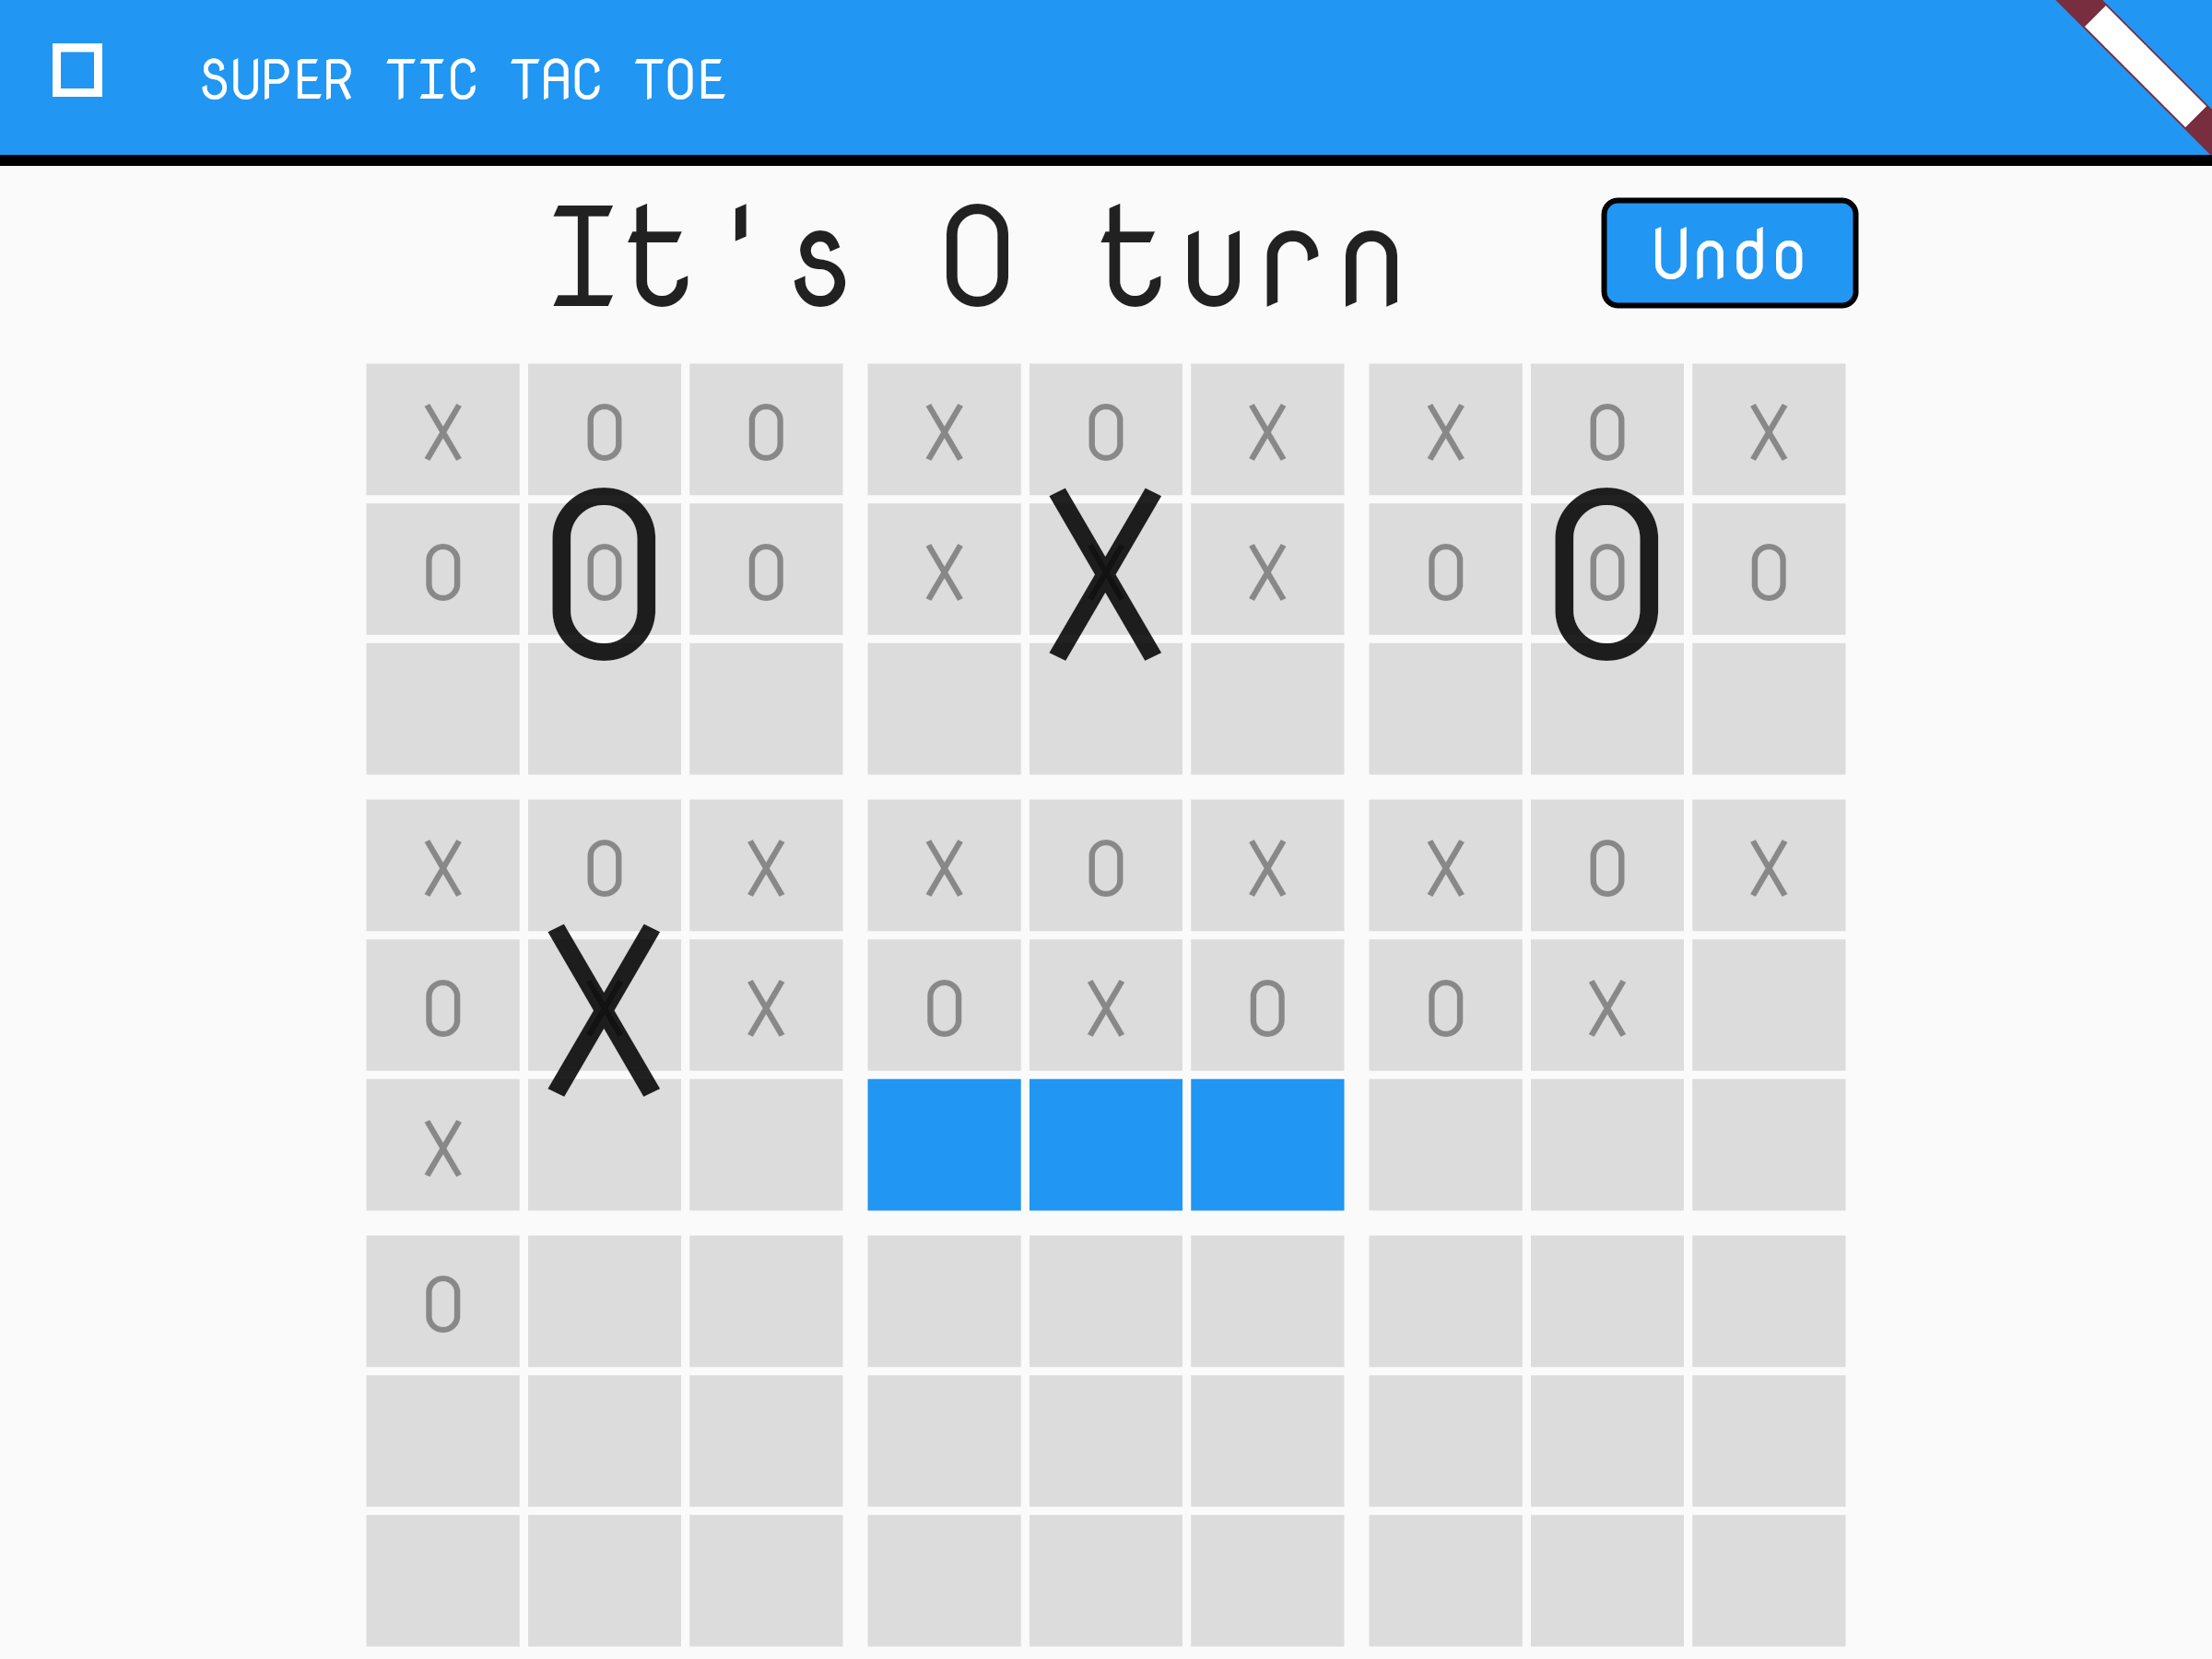 SUPER TIC TAC TOE
It's O turn
Undo
X O O X O X X O X
O X O
O O O X X X O O O
X O X X O X X O X
X
O X X O X O O X
X
O